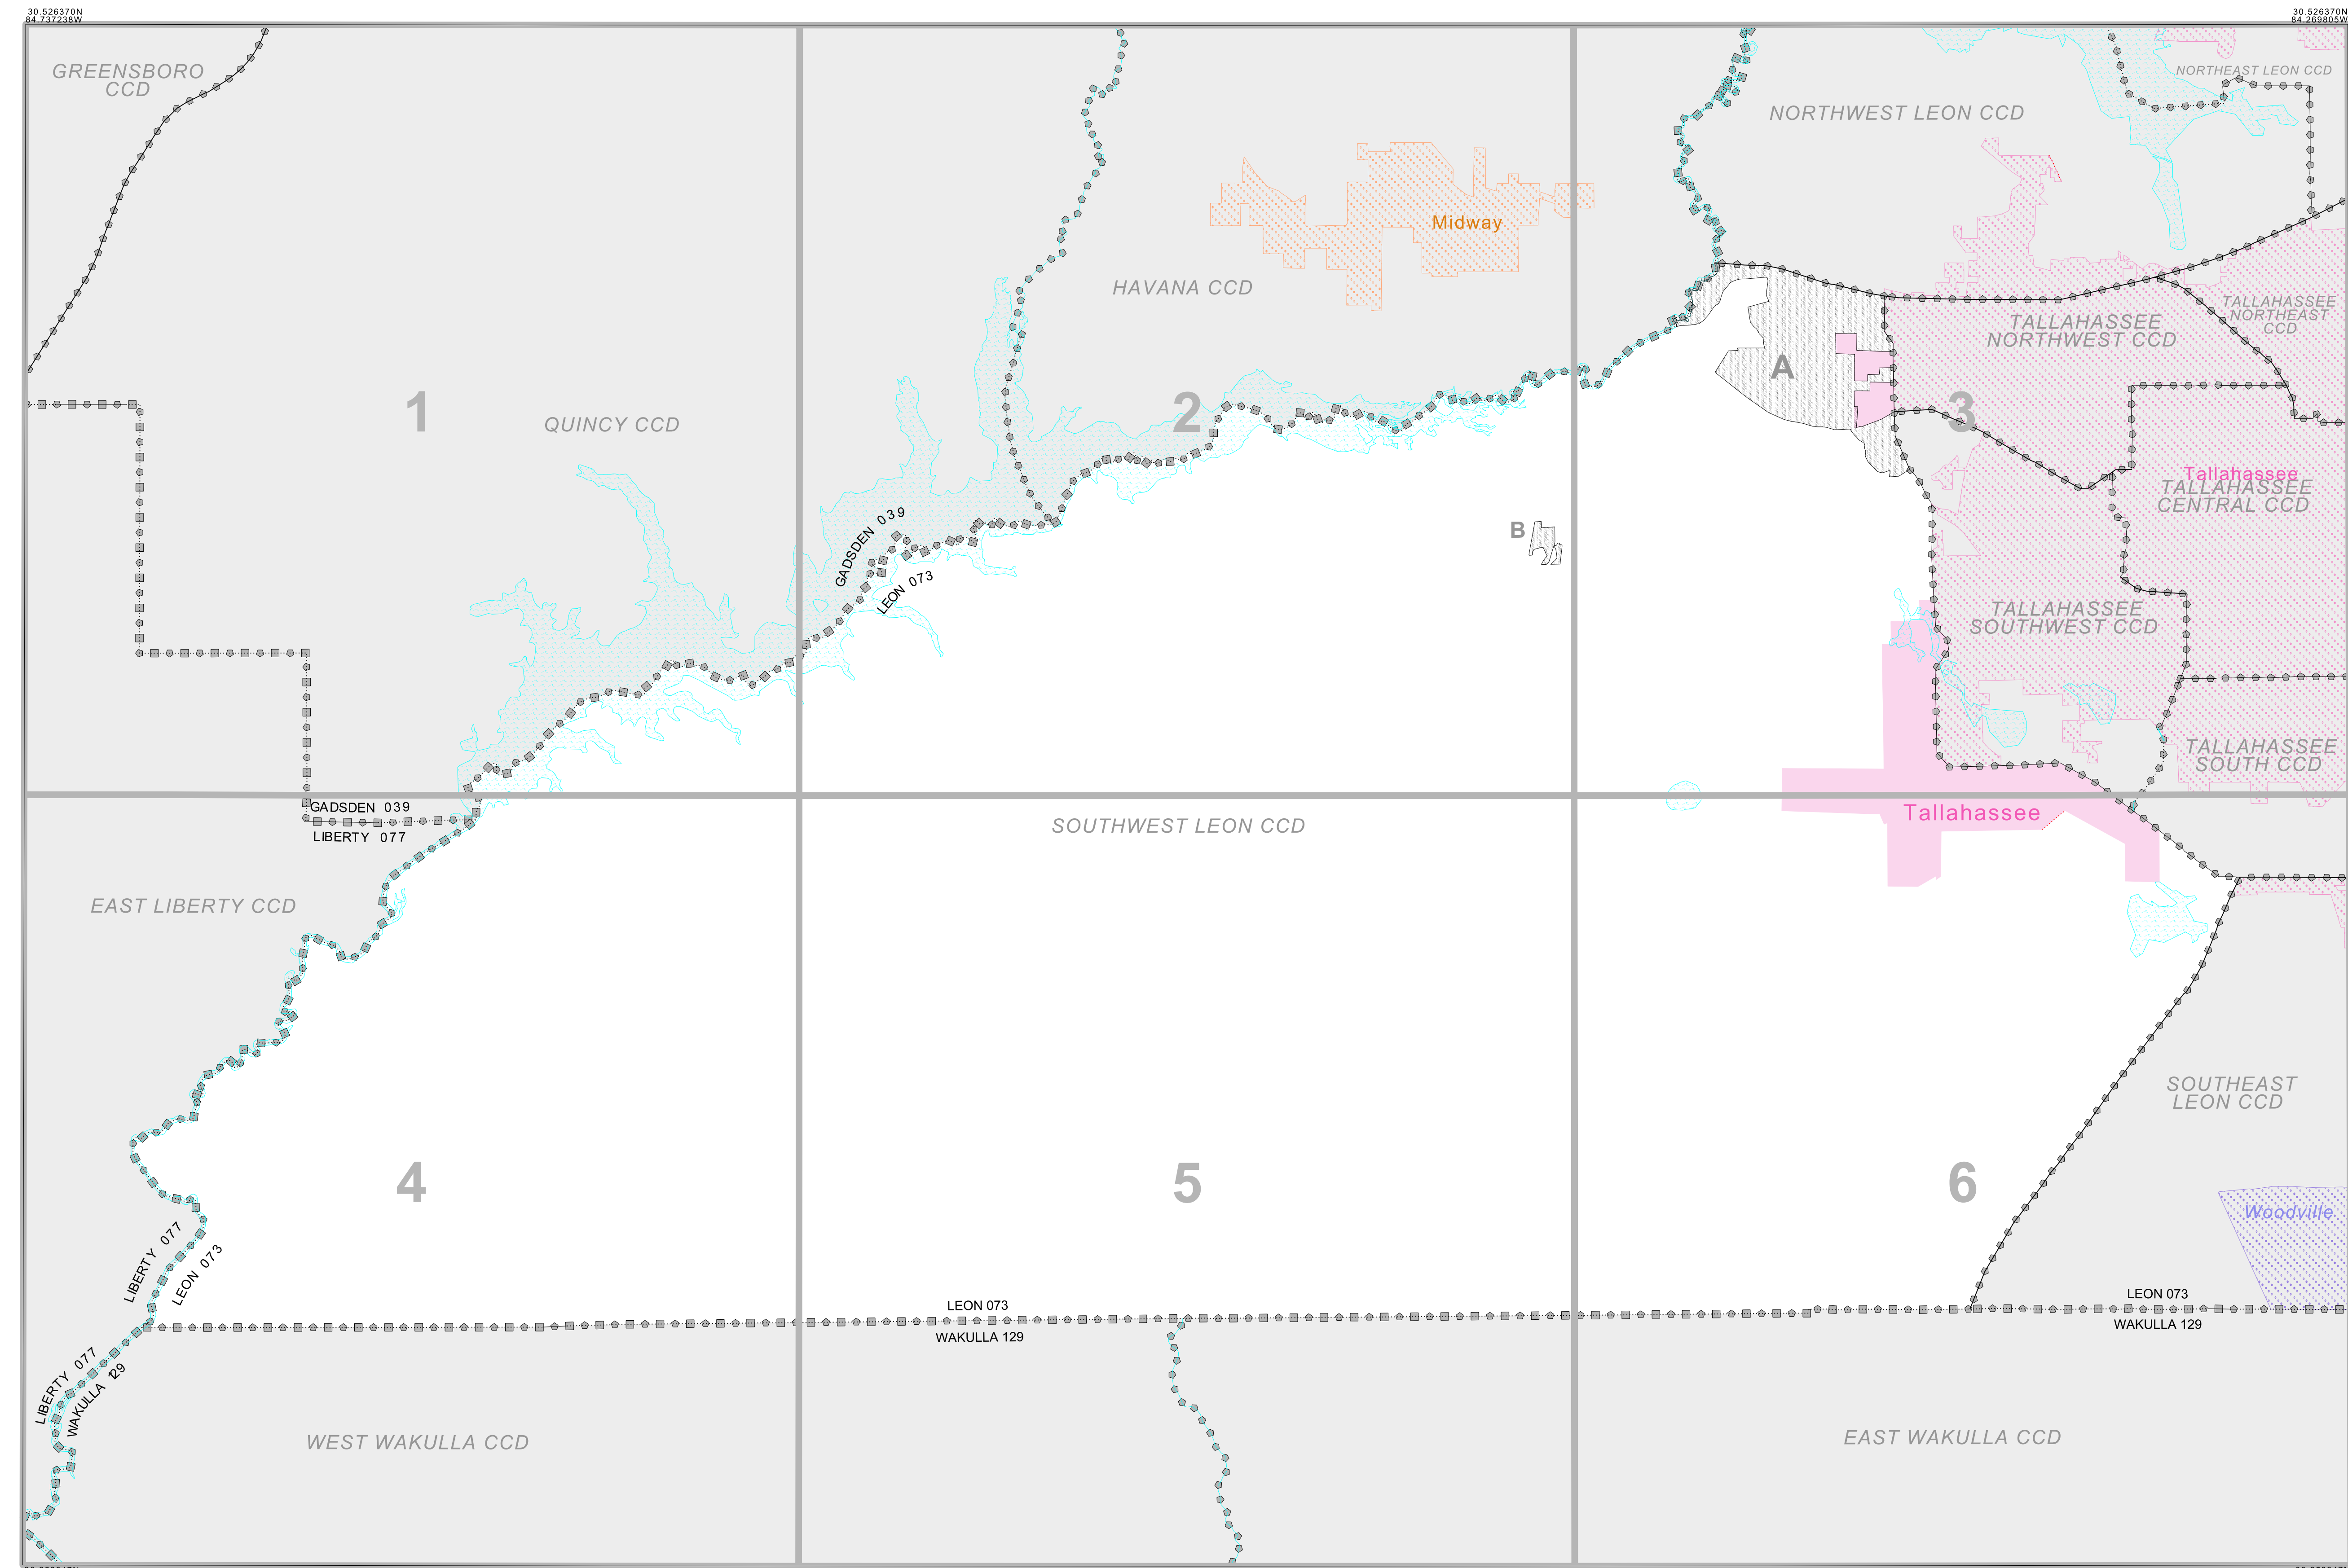 30.526370N
84.737238W
30.526370N
84.269805W
GREENSBORO
CCD
NORTHEAST LEON CCD
NORTHWEST LEON CCD
Midway
HAVANA CCD
TALLAHASSEE
NORTHEAST
CCD
TALLAHASSEE
NORTHWEST CCD
A
1
2
3
QUINCY CCD
Tallahassee
TALLAHASSEE
CENTRAL CCD
GADSDEN 039
LEON 073
B
TALLAHASSEE
SOUTHWEST CCD
TALLAHASSEE
SOUTH CCD
GADSDEN 039
LIBERTY 077
SOUTHWEST LEON CCD
Tallahassee
EAST LIBERTY CCD
SOUTHEAST
LEON CCD
4
5
6
Woodville
LIBERTY 077
LEON 073
LEON 073
WAKULLA 129
LEON 073
WAKULLA 129
LIBERTY 077
WAKULLA 129
WEST WAKULLA CCD
EAST WAKULLA CCD